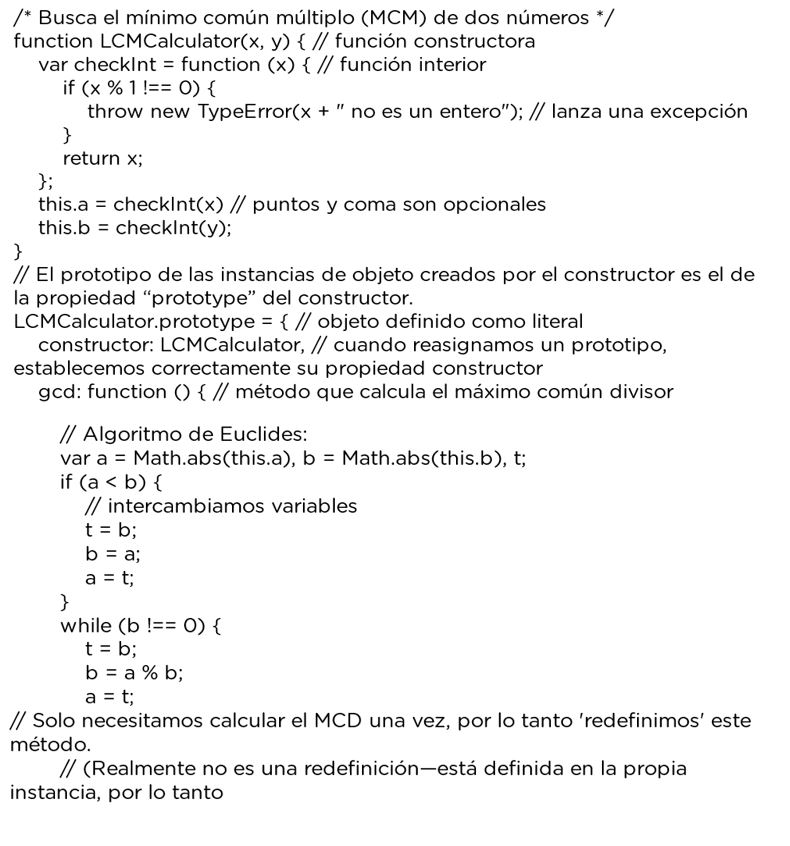 /* Busca el mínimo común múltiplo (MCM) de dos números */
function LCMCalculator(x, y) { // función constructora
var checkInt = function (x) { // función interior
if (x % 1 !== 0) {
throw new TypeError(x + " no es un entero"); // lanza una excepción
}
return x;
};
this.a = checkInt(x) // puntos y coma son opcionales
this.b = checkInt(y);
}
// El prototipo de las instancias de objeto creados por el constructor es el de
la propiedad “prototype” del constructor.
LCMCalculator.prototype = { // objeto definido como literal
constructor: LCMCalculator, // cuando reasignamos un prototipo,
establecemos correctamente su propiedad constructor
gcd: function () { // método que calcula el máximo común divisor
// Algoritmo de Euclides:
var a = Math.abs(this.a), b = Math.abs(this.b), t;
if (a < b) {
// intercambiamos variables
t = b;
b = a;
a = t;
}
while (b !== 0) {
t = b;
b = a % b;
a = t;
// Solo necesitamos calcular el MCD una vez, por lo tanto 'redefinimos' este
método.
// (Realmente no es una redefinición—está definida en la propia
instancia, por lo tanto